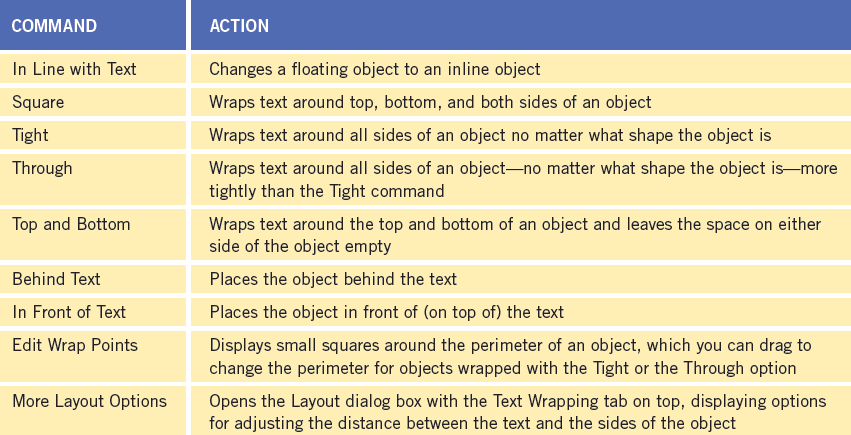 COMMAND ACTION
In Line with Text Changes a floating object to an inline object
Square Wraps text around top, bottom, and both sides of an object
Tight Wraps text around all sides of an object no matter what shape the object is
Through Wraps text around all sides of an object—no matter what shape the object is—more
tightly than the Tight command
Top and Bottom Wraps text around the top and bottom of an object and leaves the space on either
side of the object empty
Behind Text Places the object behind the text
In Front of Text Places the object in front of (on top of) the text
Edit Wrap Points Displays small squares around the perimeter of an object, which you can drag to
change the perimeter for objects wrapped with the Tight or the Through option
More Layout Options Opens the Layout dialog box with the Text Wrapping tab on top, displaying options
for adjusting the distance between the text and the sides of the object